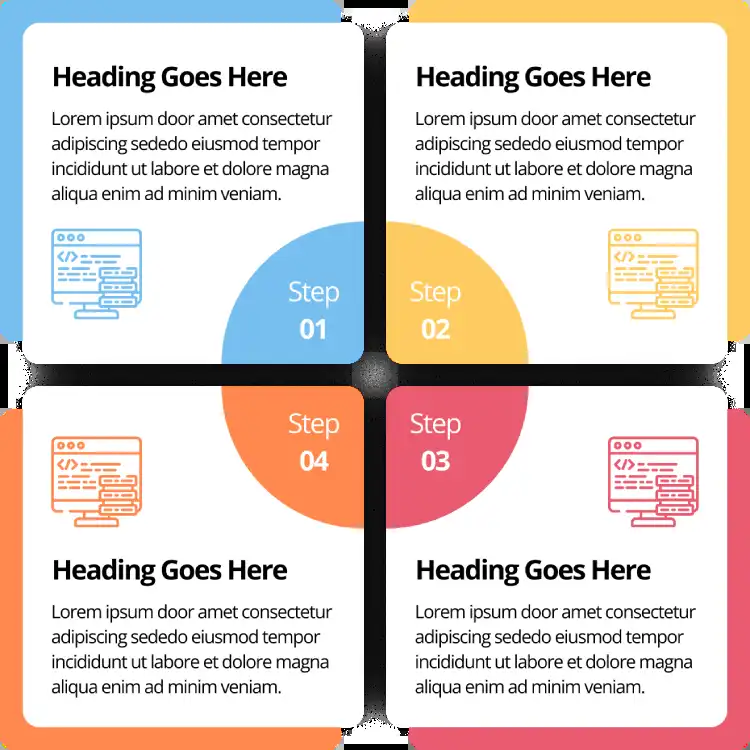 Heading Goes Here
Lorem ipsum door amet consectetur
adipiscing sededo eiusmod tempor
incididunt ut labore et dolore magna
aliqua enim ad minim veniam.
</>
Step
01
Heading Goes Here
Lorem ipsum door amet consectetur
adipiscing sededo eiusmod tempor
incididunt ut labore et dolore magna
aliqua enim ad minim veniam.
</>
Step
02
Step
04
</>
Heading Goes Here
Lorem ipsum door amet consectetur
adipiscing sededo eiusmod tempor
incididunt ut labore et dolore magna
aliqua enim ad minim veniam.
Step
03
</>
Heading Goes Here
Lorem ipsum door amet consectetur
adipiscing sededo eiusmod tempor
incididunt ut labore et dolore magna
aliqua enim ad minim veniam.